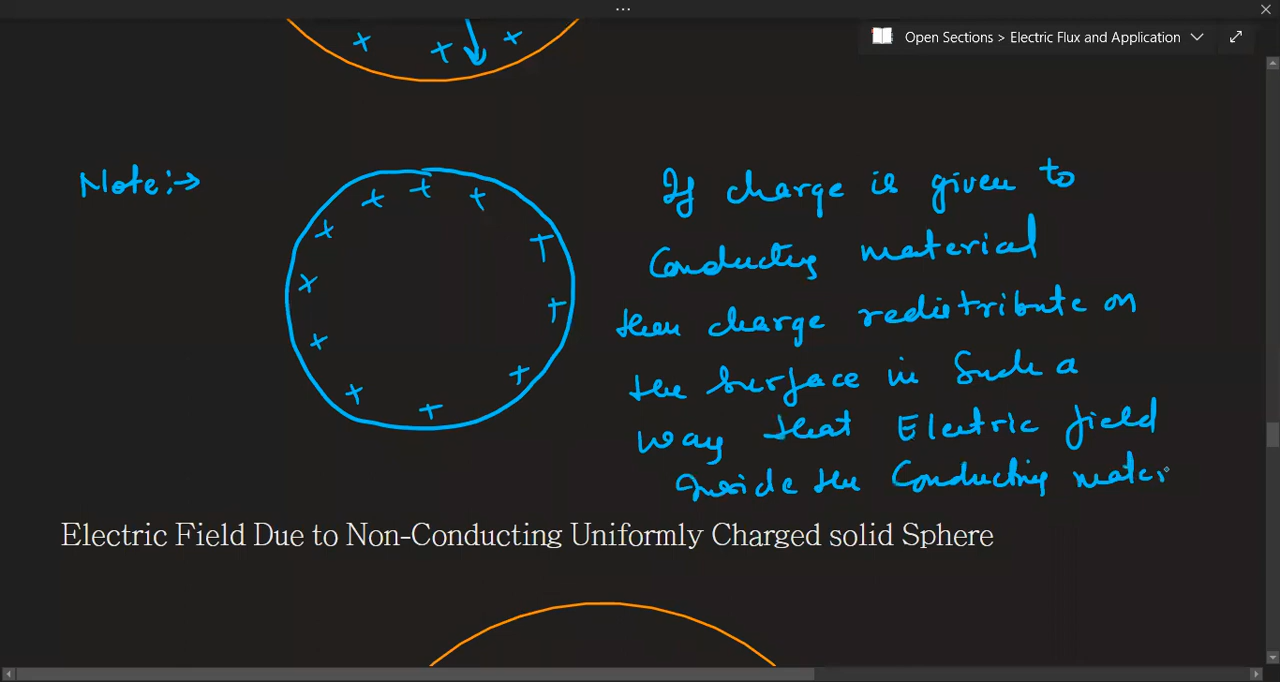 Open Sections > Electric Flux and Application
Note:→
If charge is given to
Conducting material
then charge redistribute on
the surface in such a
way that Electric field
inside the Conducting mater
Electric Field Due to Non-Conducting Uniformly Charged solid Sphere